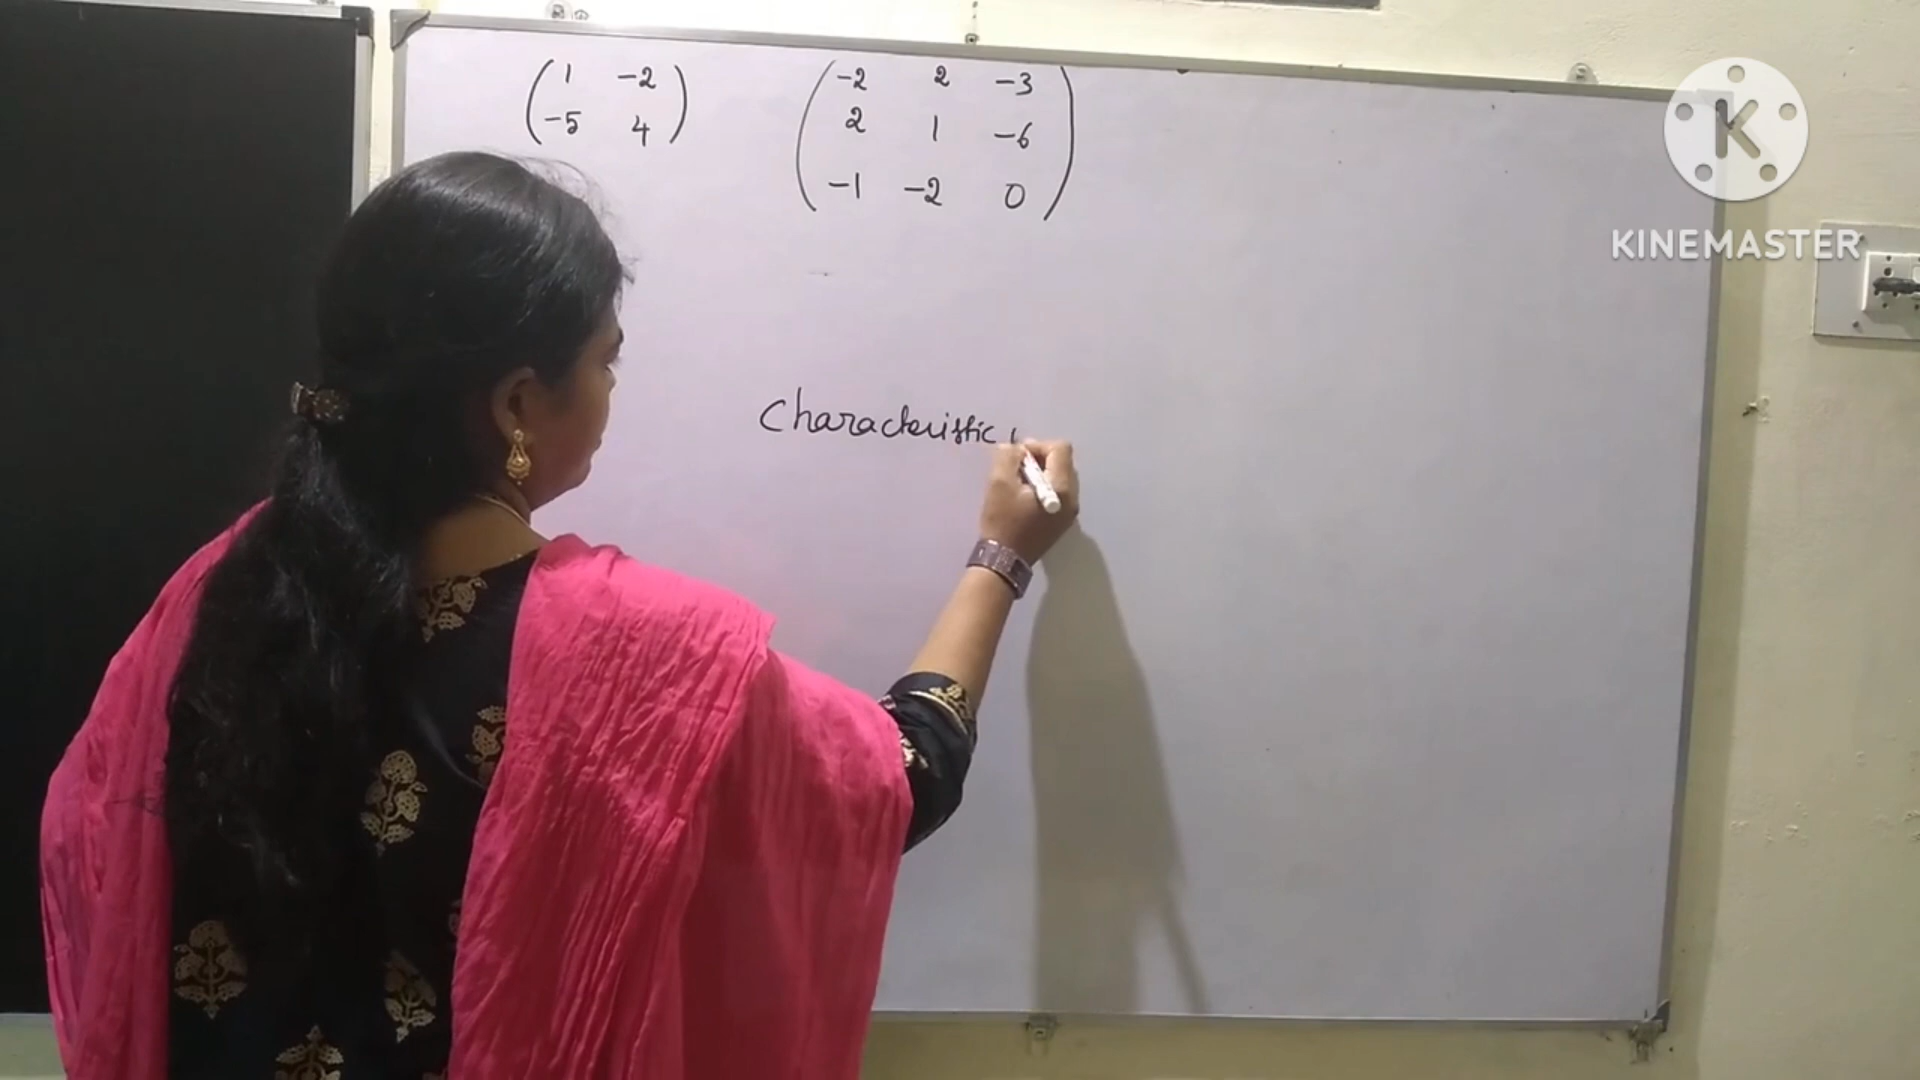 1 -2
-5 4
-2 2 -3
2 1 -6
-1 -2 0
Characteristic
K
KINEMASTER